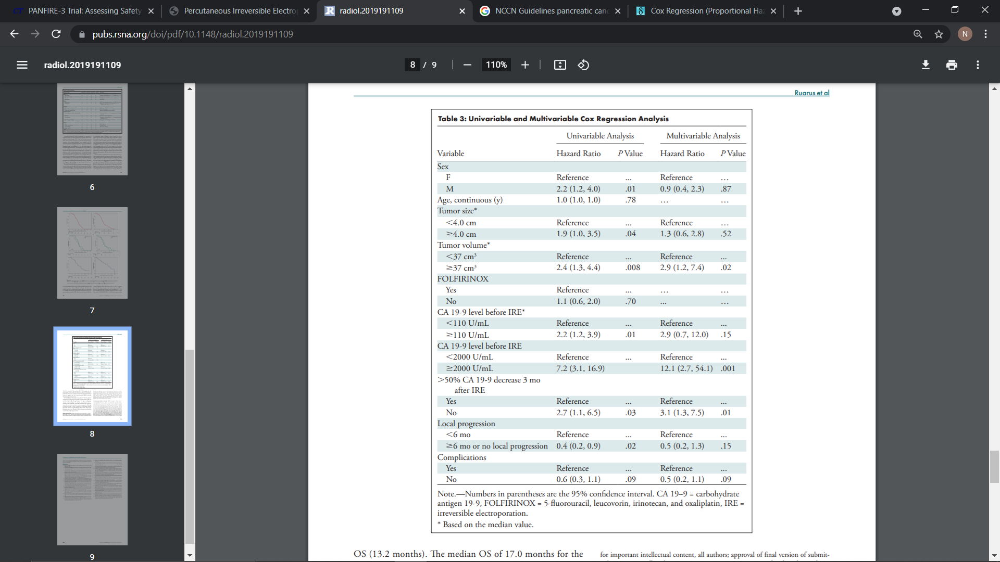 PANFIRE-3 Trial: Assessing Safety
Percutaneous Irreversible Electro
radiol.2019191109
NCCN Guidelines pancreatic can
Cox Regression (Proportional Ha
pubs.rsna.org/doi/pdf/10.1148/radiol.2019191109
N
radiol.2019191109
8 / 9
110%
6
7
8
9
Ruarus et al
Table 3: Univariable and Multivariable Cox Regression Analysis
Univariable Analysis Multivariable Analysis
Variable Hazard Ratio P Value Hazard Ratio P Value
Sex
F Reference ... Reference ...
M 2.2 (1.2, 4.0) .01 0.9 (0.4, 2.3) .87
Age, continuous (y) 1.0 (1.0, 1.0) .78 ... ...
Tumor size*
<4.0 cm Reference ... Reference ...
≥4.0 cm 1.9 (1.0, 3.5) .04 1.3 (0.6, 2.8) .52
Tumor volume*
<37 cm³ Reference ... Reference ...
≥37 cm³ 2.4 (1.3, 4.4) .008 2.9 (1.2, 7.4) .02
FOLFIRINOX
Yes Reference ... ... ...
No 1.1 (0.6, 2.0) .70 ... ...
CA 19-9 level before IRE*
<110 U/mL Reference ... Reference ...
≥110 U/mL 2.2 (1.2, 3.9) .01 2.9 (0.7, 12.0) .15
CA 19-9 level before IRE
<2000 U/mL Reference ... Reference ...
≥2000 U/mL 7.2 (3.1, 16.9) 12.1 (2.7, 54.1) .001
>50% CA 19-9 decrease 3 mo
after IRE
Yes Reference ... Reference ...
No 2.7 (1.1, 6.5) .03 3.1 (1.3, 7.5) .01
Local progression
<6 mo Reference ... Reference ...
≥6 mo or no local progression 0.4 (0.2, 0.9) .02 0.5 (0.2, 1.3) .15
Complications
Yes Reference ... Reference ...
No 0.6 (0.3, 1.1) .09 0.5 (0.2, 1.1) .09
Note.—Numbers in parentheses are the 95% confidence interval. CA 19–9 = carbohydrate
antigen 19-9, FOLFIRINOX = 5-fluorouracil, leucovorin, irinotecan, and oxaliplatin, IRE =
irreversible electroporation.
* Based on the median value.
OS (13.2 months). The median OS of 17.0 months for the
for important intellectual content, all authors; approval of final version of submit-